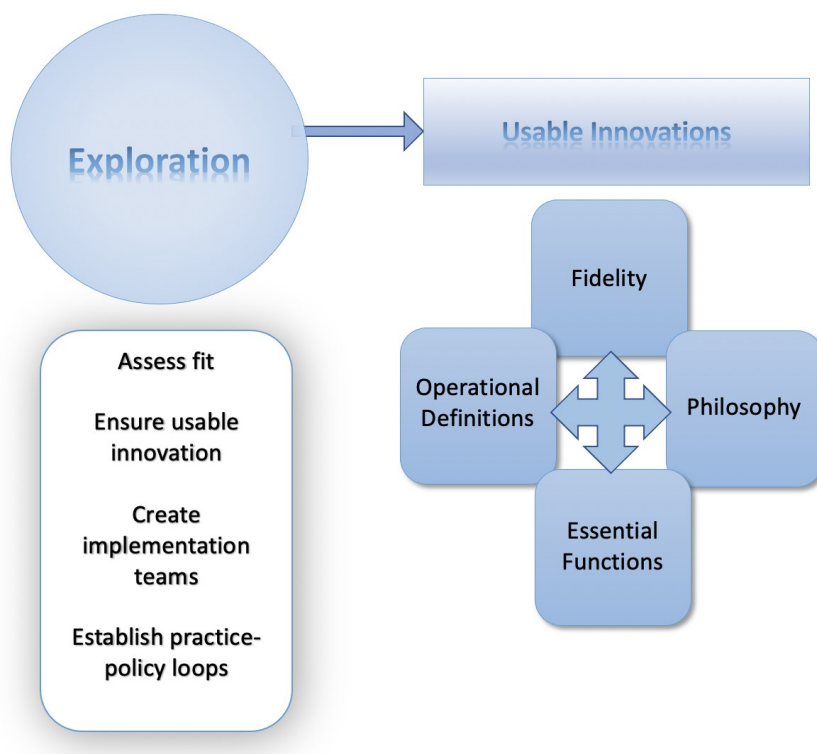 Exploration
Usable Innovations
Assess fit
Ensure usable
innovation
Create
implementation
teams
Establish practice-
policy loops
Fidelity
Operational
Definitions
Philosophy
Essential
Functions